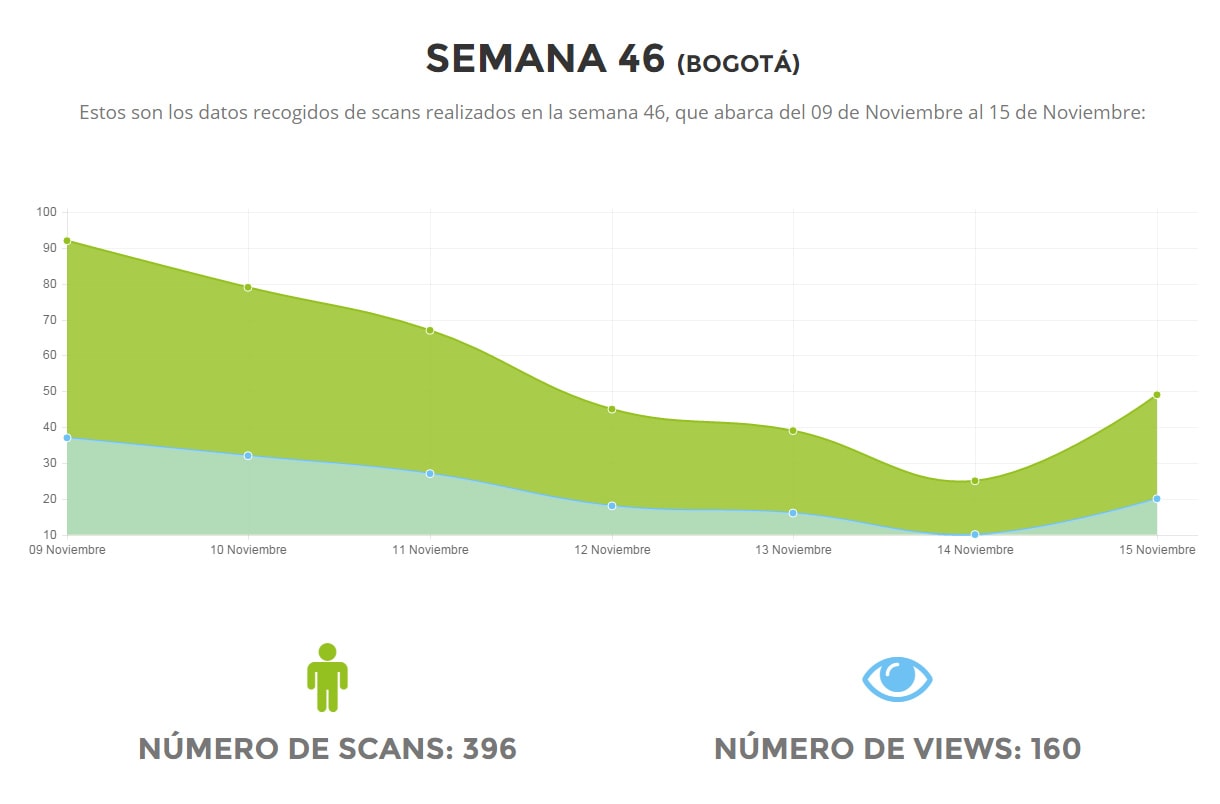 SEMANA 46 (BOGOTÁ)
Estos son los datos recogidos de scans realizados en la semana 46, que abarca del 09 de Noviembre al 15 de Noviembre:
100
90
80
70
60
50
40
30
20
10
09 Noviembre 10 Noviembre 11 Noviembre 12 Noviembre 13 Noviembre 14 Noviembre 15 Noviembre
NÚMERO DE SCANS: 396
NÚMERO DE VIEWS: 160